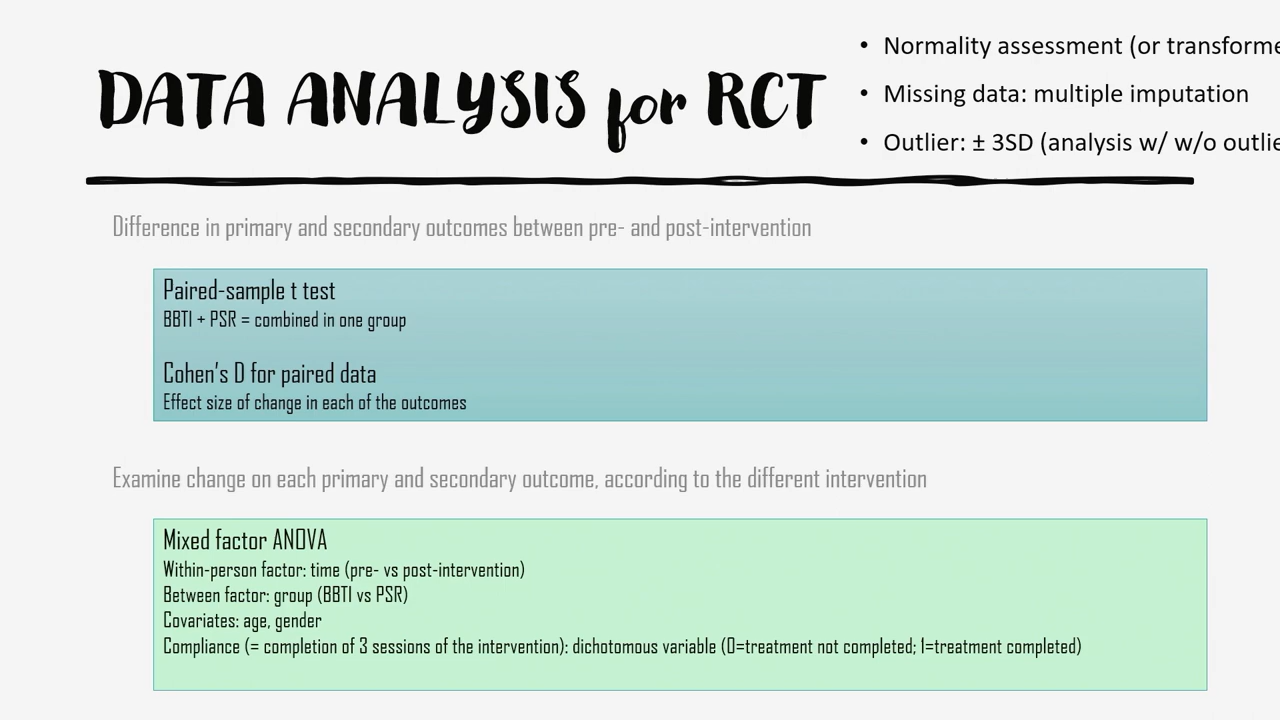 DATA ANALYSIS for RCT
• Normality assessment (or transforme
• Missing data: multiple imputation
• Outlier: ± 3SD (analysis w/ w/o outlie
Difference in primary and secondary outcomes between pre- and post-intervention
Paired-sample t test
BBTI + PSR = combined in one group
Cohen's D for paired data
Effect size of change in each of the outcomes
Examine change on each primary and secondary outcome, according to the different intervention
Mixed factor ANOVA
Within-person factor: time (pre- vs post-intervention)
Between factor: group (BBTI vs PSR)
Covariates: age, gender
Compliance (= completion of 3 sessions of the intervention): dichotomous variable (0=treatment not completed; 1=treatment completed)